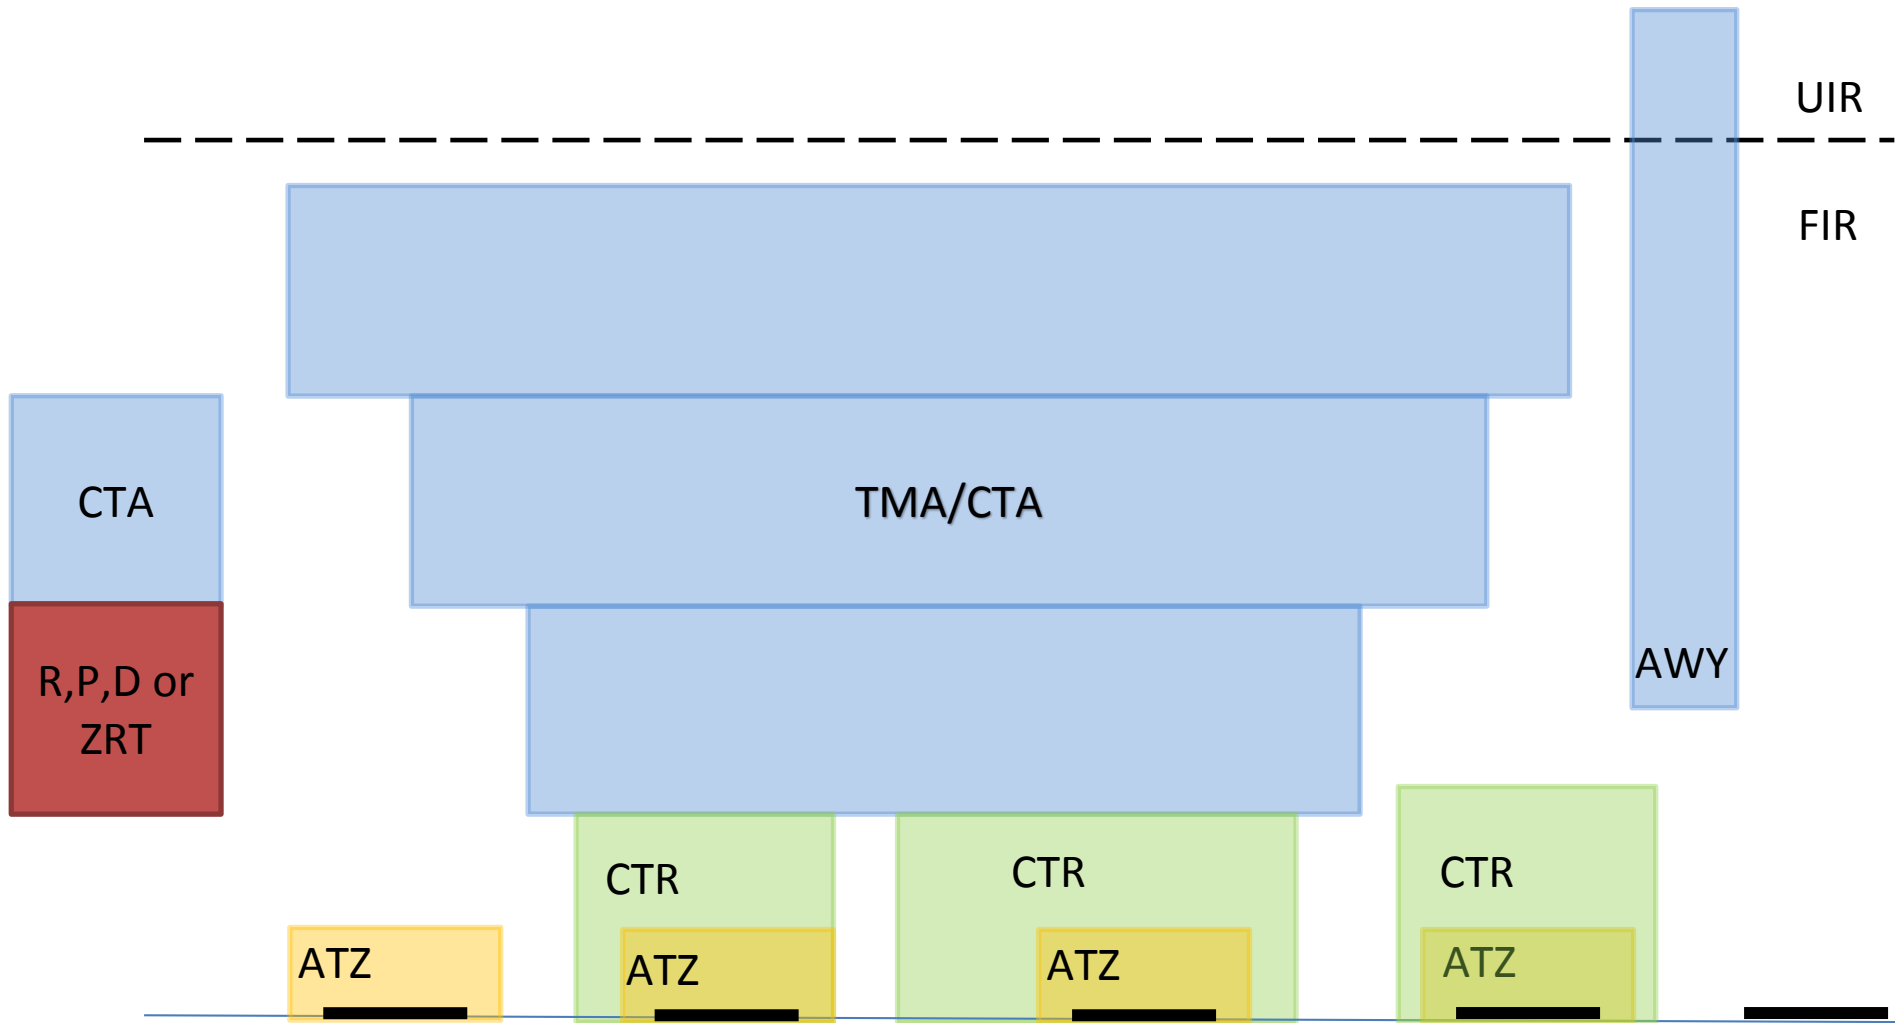 UIR
FIR
CTA
TMA/CTA
R,P,D or
ZRT
AWY
CTR
CTR
CTR
ATZ
ATZ
ATZ
ATZ